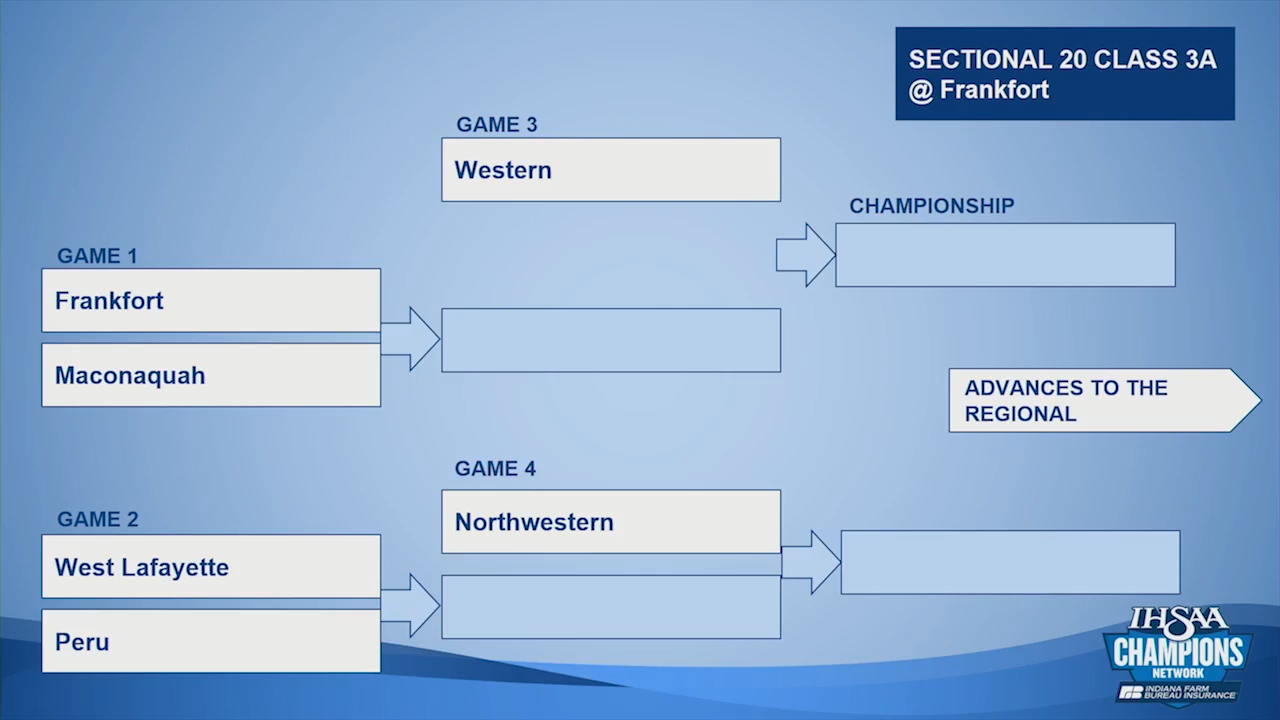 SECTIONAL 20 CLASS 3A
@ Frankfort
GAME 3
Western
CHAMPIONSHIP
GAME 1
Frankfort
Maconaquah
ADVANCES TO THE
REGIONAL
GAME 4
Northwestern
GAME 2
West Lafayette
Peru
IHSAA
CHAMPIONS
NETWORK
INDIANA FARM
BUREAU INSURANCE